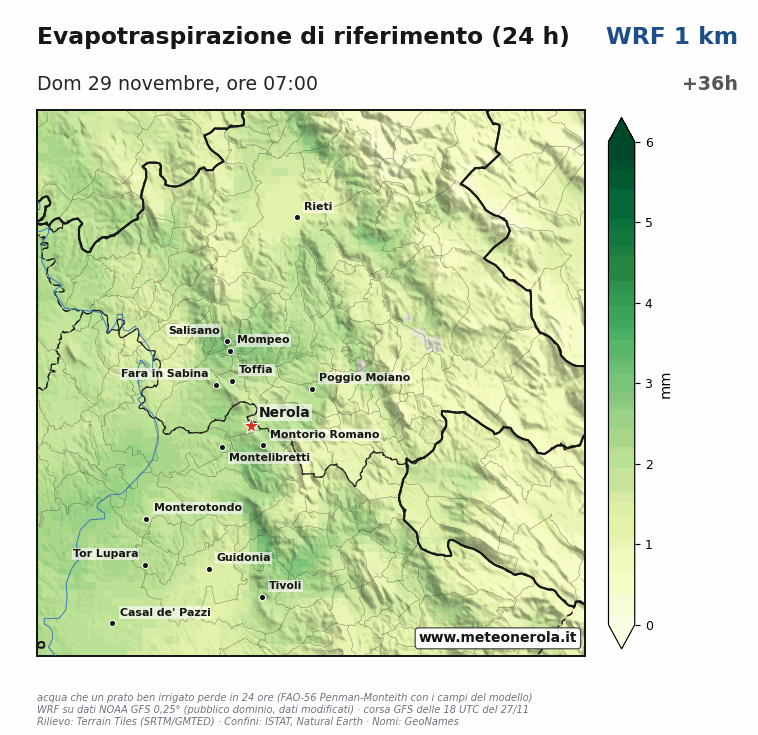 Evapotraspirazione di riferimento (24 h) WRF 1 km
Dom 29 novembre, ore 07:00 +36h
Rieti
Salisano
Mompeo
Toffia
Fara in Sabina
Poggio Moiano
Nerola
Montorio Romano
Montelibretti
Monterotondo
Tor Lupara
Guidonia
Tivoli
Casal de' Pazzi
www.meteonerola.it
6
5
4
3
2
1
0
mm
acqua che un prato ben irrigato perde in 24 ore (FAO-56 Penman-Monteith con i campi del modello)
WRF su dati NOAA GFS 0,25° (pubblico dominio, dati modificati) · corsa GFS delle 18 UTC del 27/11
Rilievo: Terrain Tiles (SRTM/GMTED) · Confini: ISTAT, Natural Earth · Nomi: GeoNames